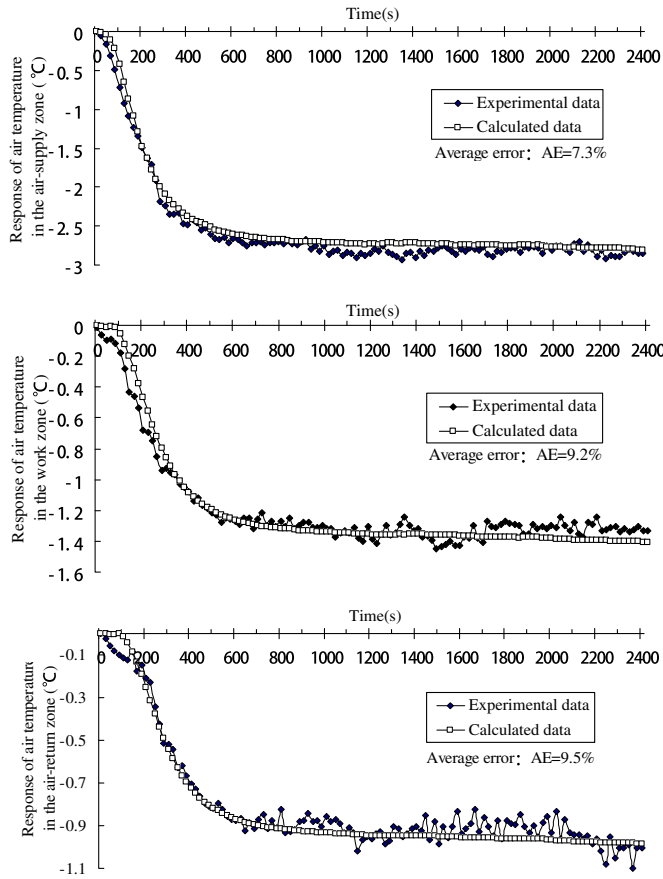 Time(s)
0
0 200 400 600 800 1000 1200 1400 1600 1800 2000 2200 2400
-0.5
-1
-1.5
-2
-2.5
-3
Response of air temperature
in the air-supply zone (℃)
Experimental data
Calculated data
Average error: AE=7.3%
Time(s)
0
0 200 400 600 800 1000 1200 1400 1600 1800 2000 2200 2400
-0.2
-0.4
-0.6
-0.8
-1
-1.2
-1.4
-1.6
Response of air temperature
in the work zone (℃)
Experimental data
Calculated data
Average error: AE=9.2%
Time(s)
0 200 400 600 800 1000 1200 1400 1600 1800 2000 2200 2400
-0.1
-0.3
-0.5
-0.7
-0.9
-1.1
Response of air temperatur
in the air-return zone (℃)
Experimental data
Calculated data
Average error: AE=9.5%